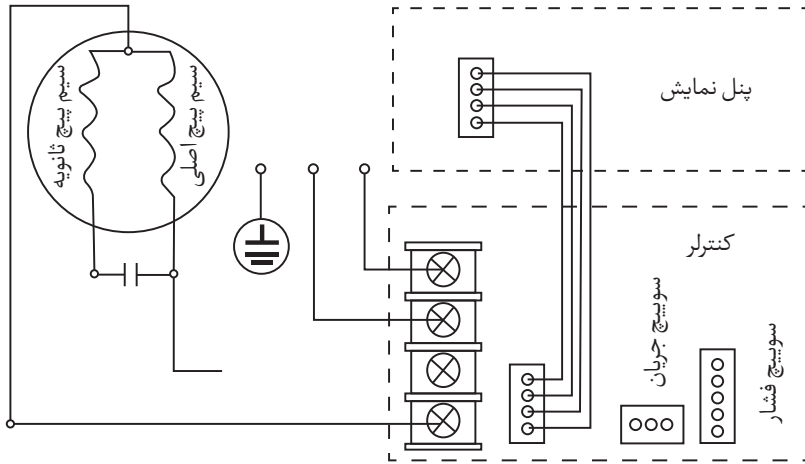 پنل نمایش
سیم پیچ اصلی
سیم پیچ ثانویه
کنترلر
سوییچ جریان
سوییچ فشار